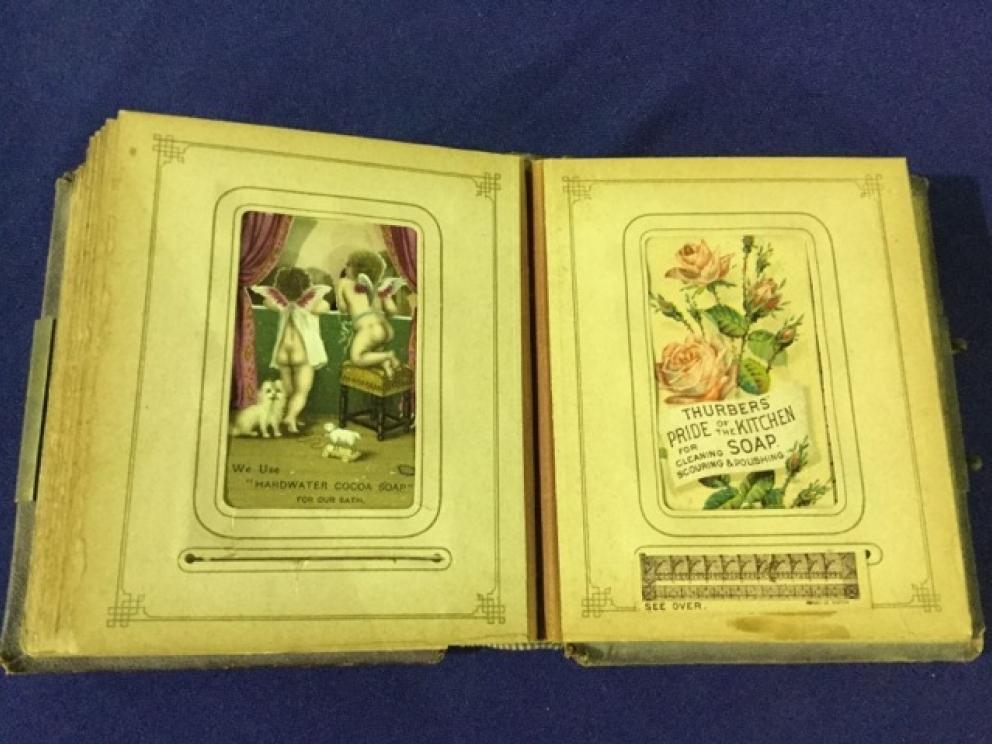 We Use
"HARDWATER COCOA SOAP"
FOR OUR BATH.
THURBERS'
PRIDE OF THE KITCHEN
FOR SOAP.
CLEANING
SCOURING & POLISHING
SEE OVER.